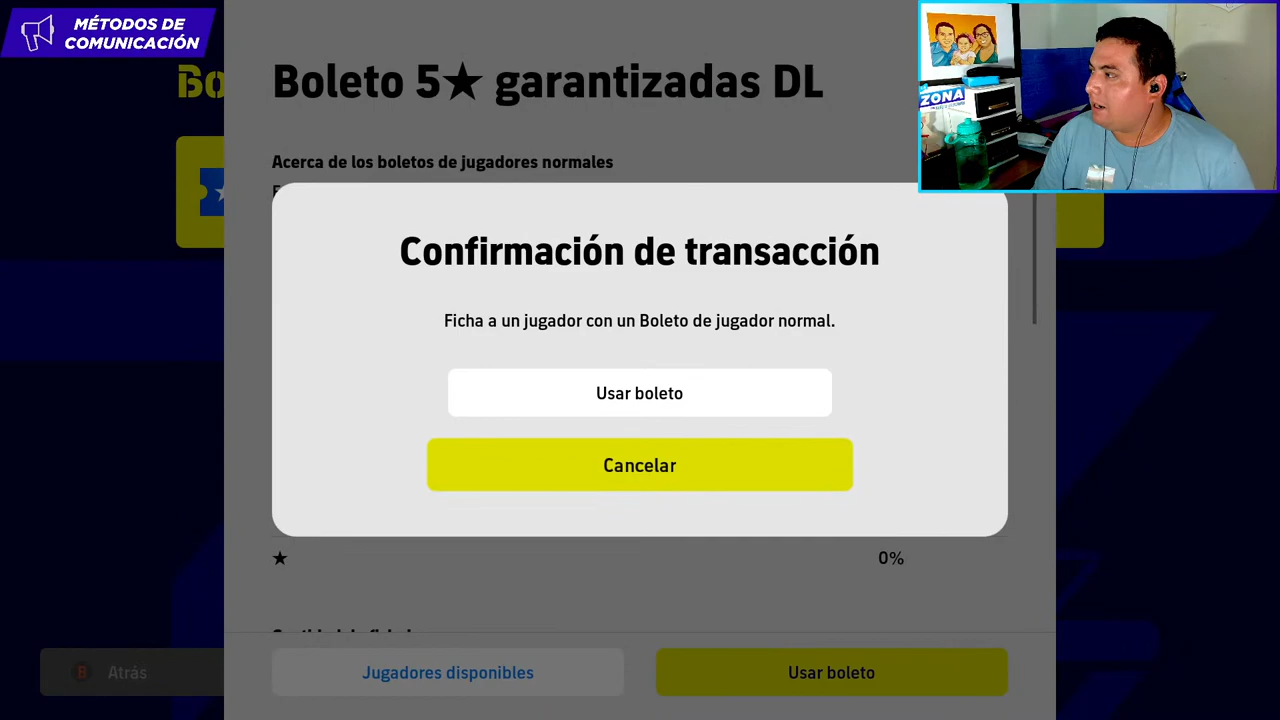 MÉTODOS DE
COMUNICACIÓN
Bo
Boleto 5★ garantizadas DL
Acerca de los boletos de jugadores normales
ZONA
Confirmación de transacción
Ficha a un jugador con un Boleto de jugador normal.
Usar boleto
Cancelar
★ 0%
B Atrás
Jugadores disponibles
Usar boleto